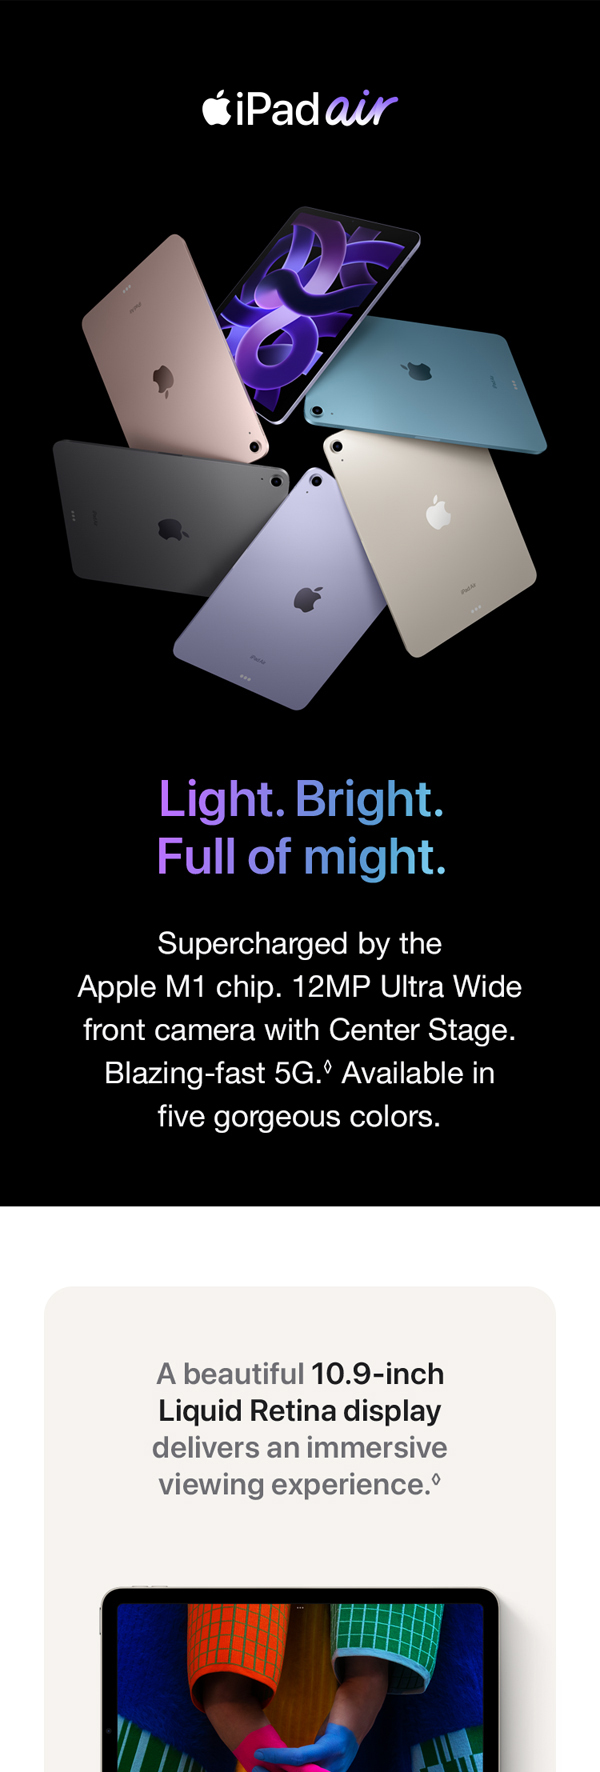 iPad air
Light. Bright.
Full of might.
Supercharged by the
Apple M1 chip. 12MP Ultra Wide
front camera with Center Stage.
Blazing-fast 5G.◊ Available in
five gorgeous colors.
A beautiful 10.9-inch
Liquid Retina display
delivers an immersive
viewing experience.◊